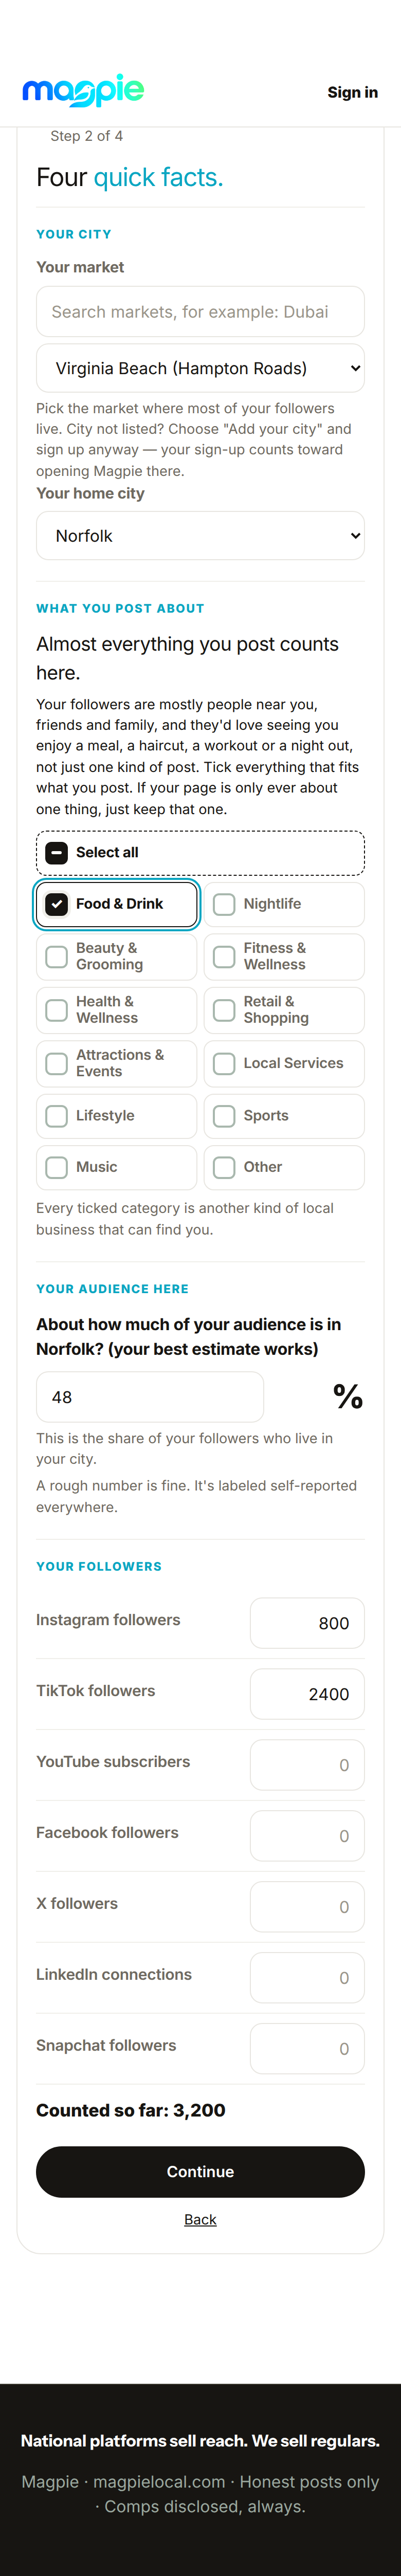 magpie
Sign in
Step 2 of 4
Four quick facts.
YOUR CITY
Your market
Search markets, for example: Dubai
Virginia Beach (Hampton Roads)
Pick the market where most of your followers
live. City not listed? Choose "Add your city" and
sign up anyway — your sign-up counts toward
opening Magpie there.
Your home city
Norfolk
WHAT YOU POST ABOUT
Almost everything you post counts
here.
Your followers are mostly people near you,
friends and family, and they'd love seeing you
enjoy a meal, a haircut, a workout or a night out,
not just one kind of post. Tick everything that fits
what you post. If your page is only ever about
one thing, just keep that one.
Select all
Food & Drink
Nightlife
Beauty &
Grooming
Fitness &
Wellness
Health &
Wellness
Retail &
Shopping
Attractions &
Events
Local Services
Lifestyle
Sports
Music
Other
Every ticked category is another kind of local
business that can find you.
YOUR AUDIENCE HERE
About how much of your audience is in
Norfolk? (your best estimate works)
48
%
This is the share of your followers who live in
your city.
A rough number is fine. It's labeled self-reported
everywhere.
YOUR FOLLOWERS
Instagram followers
800
TikTok followers
2400
YouTube subscribers
0
Facebook followers
0
X followers
0
LinkedIn connections
0
Snapchat followers
0
Counted so far: 3,200
Continue
Back
National platforms sell reach. We sell regulars.
Magpie · magpielocal.com · Honest posts only
· Comps disclosed, always.